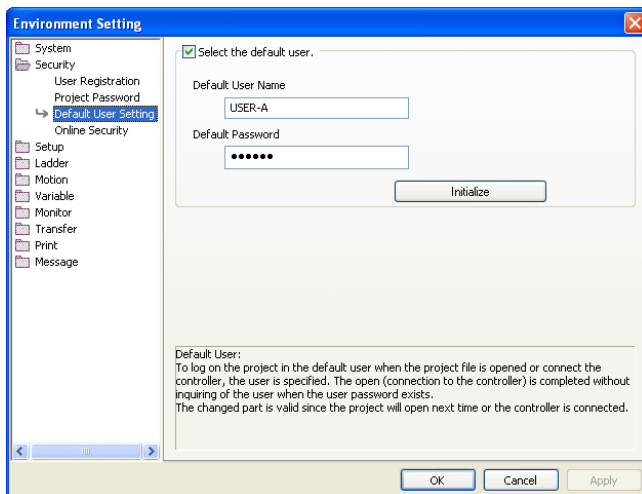 Environment Setting
System
Security
User Registration
Project Password
Default User Setting
Online Security
Setup
Ladder
Motion
Variable
Monitor
Transfer
Print
Message
Select the default user.
Default User Name
USER-A
Default Password
●●●●●●
Initialize
Default User:
To log on the project in the default user when the project file is opened or connect the
controller, the user is specified. The open (connection to the controller) is completed without
inquiring of the user when the user password exists.
The changed part is valid since the project will open next time or the controller is connected.
OK
Cancel
Apply